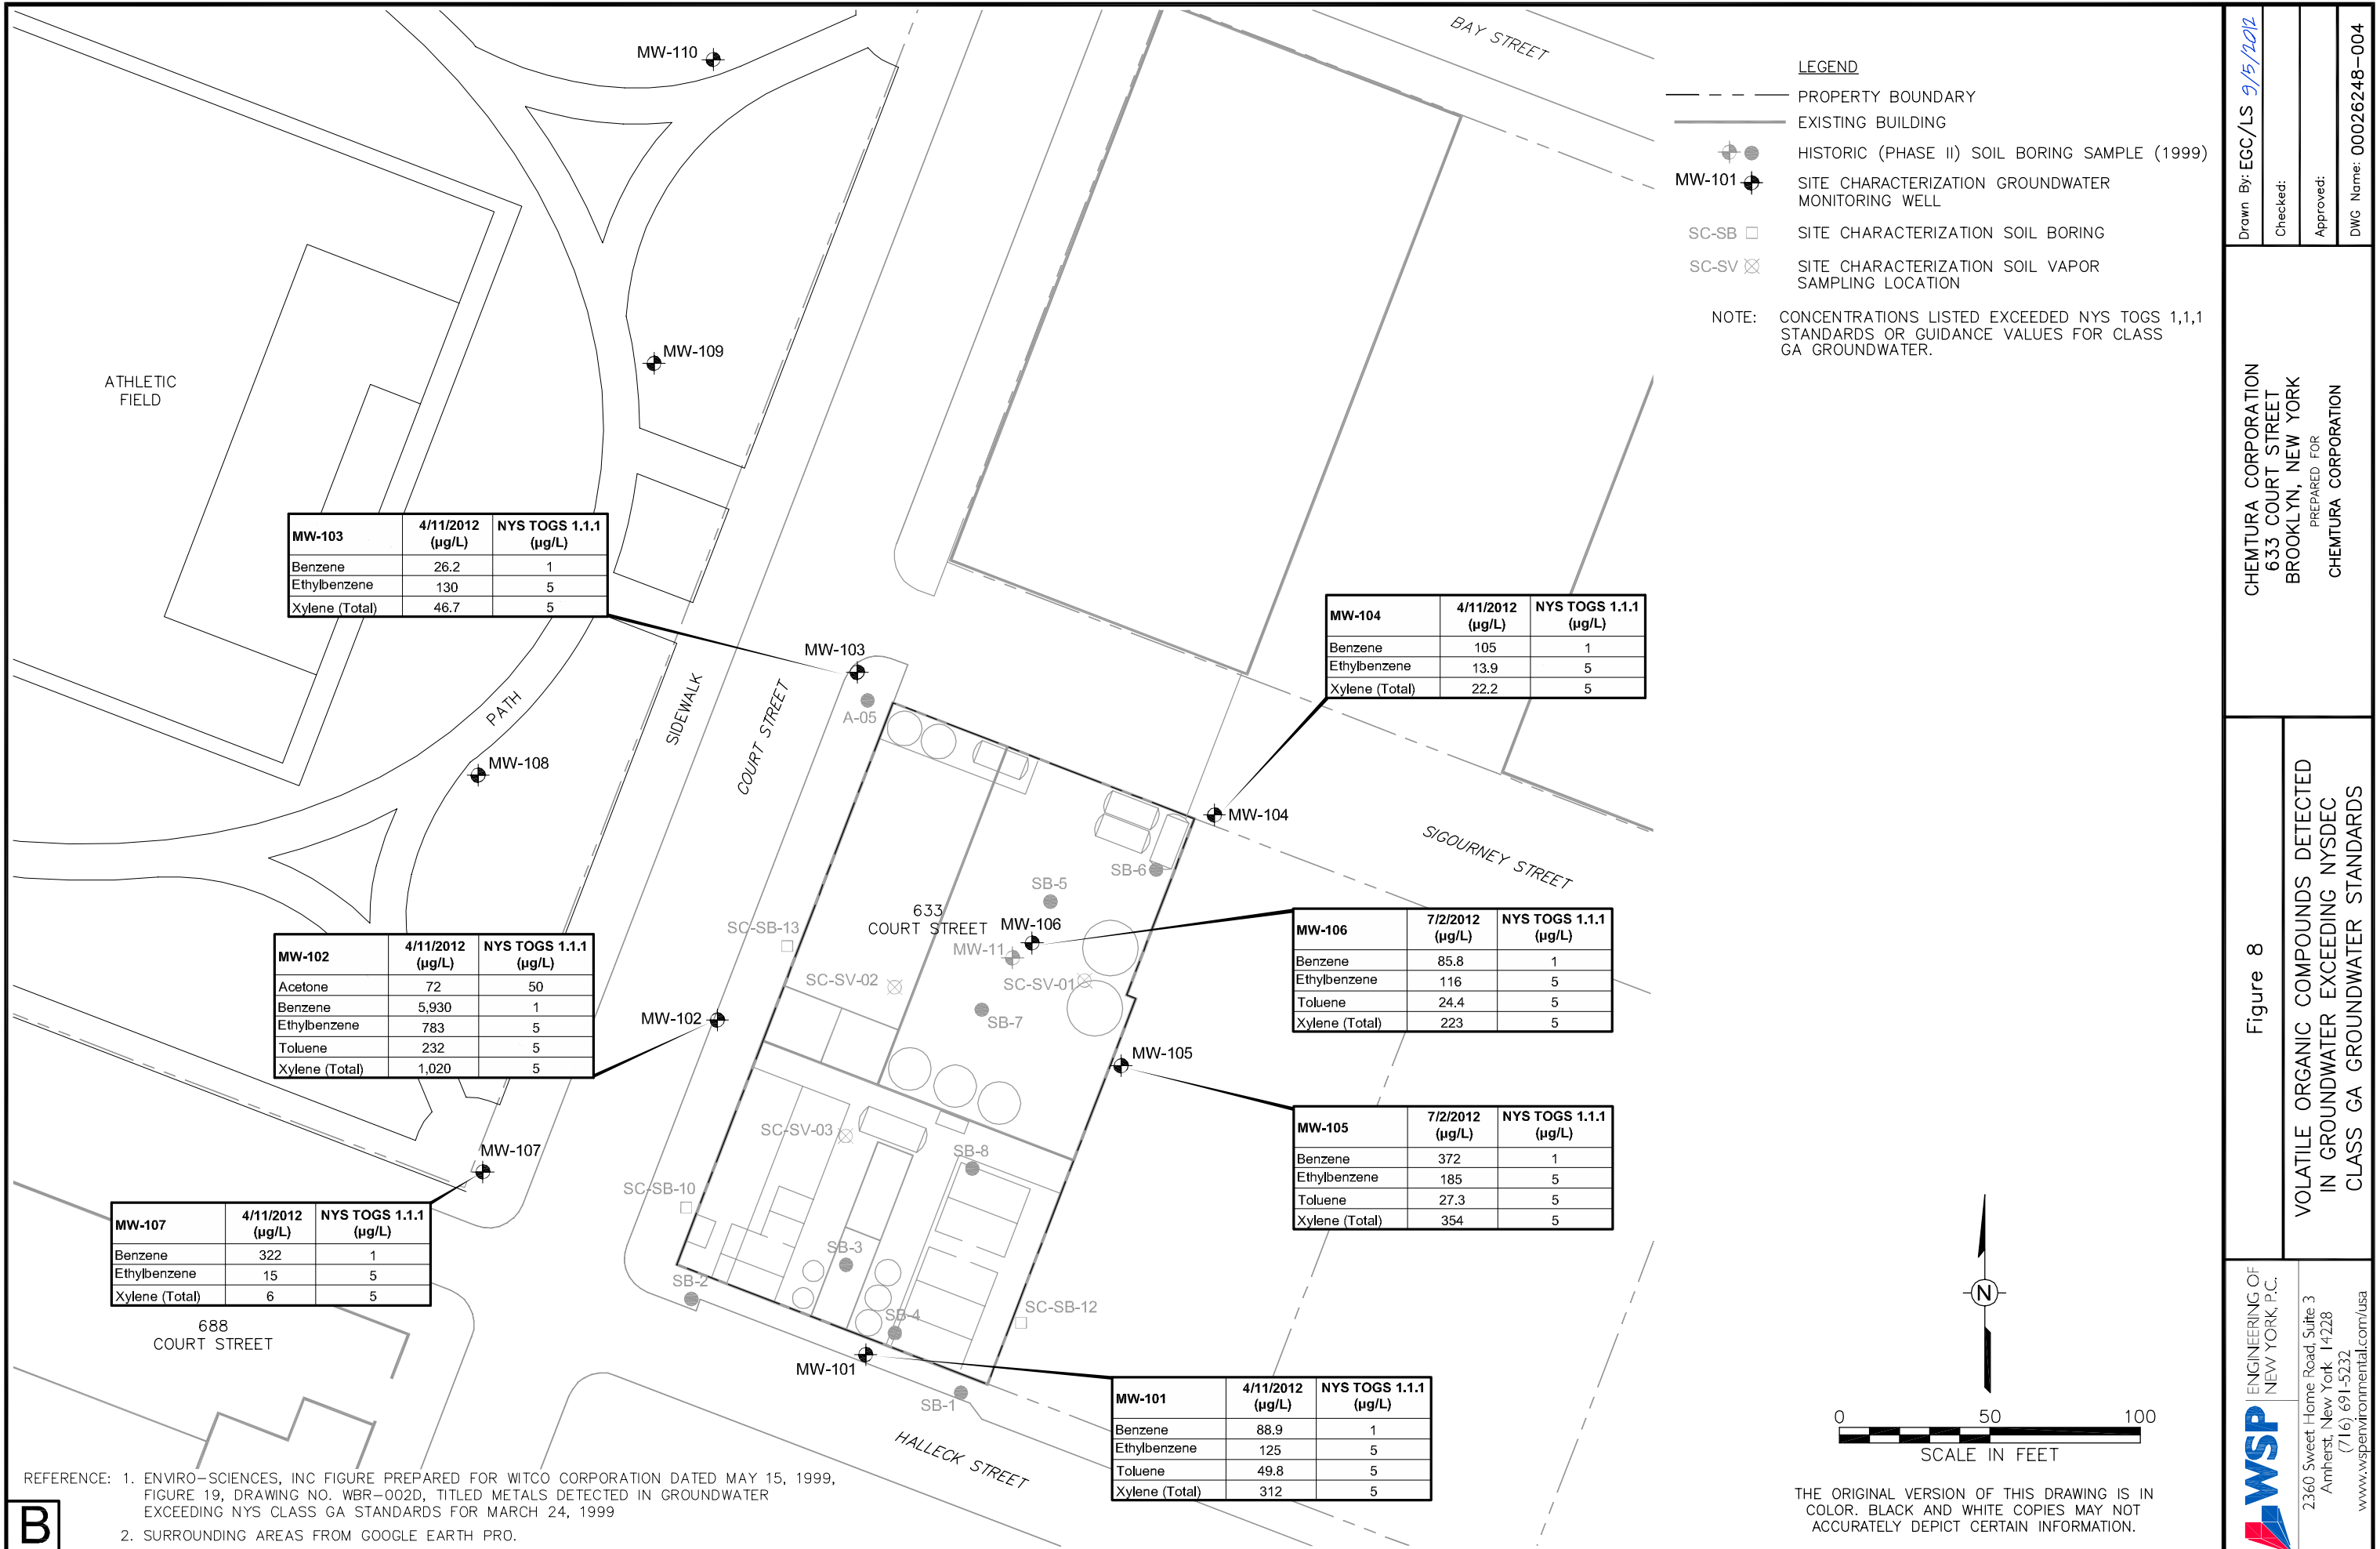 BAY STREET
MW-110
MW-109
ATHLETIC
FIELD
LEGEND
PROPERTY BOUNDARY
EXISTING BUILDING
HISTORIC (PHASE II) SOIL BORING SAMPLE (1999)
MW-101 SITE CHARACTERIZATION GROUNDWATER
MONITORING WELL
SC-SB SITE CHARACTERIZATION SOIL BORING
SC-SV SITE CHARACTERIZATION SOIL VAPOR
SAMPLING LOCATION
NOTE: CONCENTRATIONS LISTED EXCEEDED NYS TOGS 1,1,1
STANDARDS OR GUIDANCE VALUES FOR CLASS
GA GROUNDWATER.
MW-103 4/11/2012 (µg/L) NYS TOGS 1.1.1 (µg/L)
Benzene 26.2 1
Ethylbenzene 130 5
Xylene (Total) 46.7 5
MW-104 4/11/2012 (µg/L) NYS TOGS 1.1.1 (µg/L)
Benzene 105 1
Ethylbenzene 13.9 5
Xylene (Total) 22.2 5
MW-103
A-05
PATH
SIDEWALK
COURT STREET
MW-108
MW-104
SIGOURNEY STREET
SB-6
SB-5
633
COURT STREET
MW-106
MW-11
SC-SB-13
SC-SV-02
SC-SV-01
SB-7
MW-102
MW-105
MW-102 4/11/2012 (µg/L) NYS TOGS 1.1.1 (µg/L)
Acetone 72 50
Benzene 5,930 1
Ethylbenzene 783 5
Toluene 232 5
Xylene (Total) 1,020 5
MW-106 7/2/2012 (µg/L) NYS TOGS 1.1.1 (µg/L)
Benzene 85.8 1
Ethylbenzene 116 5
Toluene 24.4 5
Xylene (Total) 223 5
MW-105 7/2/2012 (µg/L) NYS TOGS 1.1.1 (µg/L)
Benzene 372 1
Ethylbenzene 185 5
Toluene 27.3 5
Xylene (Total) 354 5
SC-SV-03
SB-8
MW-107
SC-SB-10
MW-107 4/11/2012 (µg/L) NYS TOGS 1.1.1 (µg/L)
Benzene 322 1
Ethylbenzene 15 5
Xylene (Total) 6 5
688
COURT STREET
SB-3
SB-2
SB-4
SC-SB-12
MW-101
SB-1
HALLECK STREET
MW-101 4/11/2012 (µg/L) NYS TOGS 1.1.1 (µg/L)
Benzene 88.9 1
Ethylbenzene 125 5
Toluene 49.8 5
Xylene (Total) 312 5
N
0 50 100
SCALE IN FEET
THE ORIGINAL VERSION OF THIS DRAWING IS IN
COLOR. BLACK AND WHITE COPIES MAY NOT
ACCURATELY DEPICT CERTAIN INFORMATION.
REFERENCE: 1. ENVIRO-SCIENCES, INC FIGURE PREPARED FOR WITCO CORPORATION DATED MAY 15, 1999,
FIGURE 19, DRAWING NO. WBR-002D, TITLED METALS DETECTED IN GROUNDWATER
EXCEEDING NYS CLASS GA STANDARDS FOR MARCH 24, 1999
2. SURROUNDING AREAS FROM GOOGLE EARTH PRO.
B
Drawn By: EGC/LS 9/5/2012
Checked:
Approved:
DWG Name: 00026248-004
CHEMTURA CORPORATION
633 COURT STREET
BROOKLYN, NEW YORK
PREPARED FOR
CHEMTURA CORPORATION
Figure 8
VOLATILE ORGANIC COMPOUNDS DETECTED
IN GROUNDWATER EXCEEDING NYSDEC
CLASS GA GROUNDWATER STANDARDS
WSP
ENGINEERING OF
NEW YORK, P.C.
2360 Sweet Home Road, Suite 3
Amherst, New York 14228
(716) 691-5232
www.wspenvironmental.com/usa